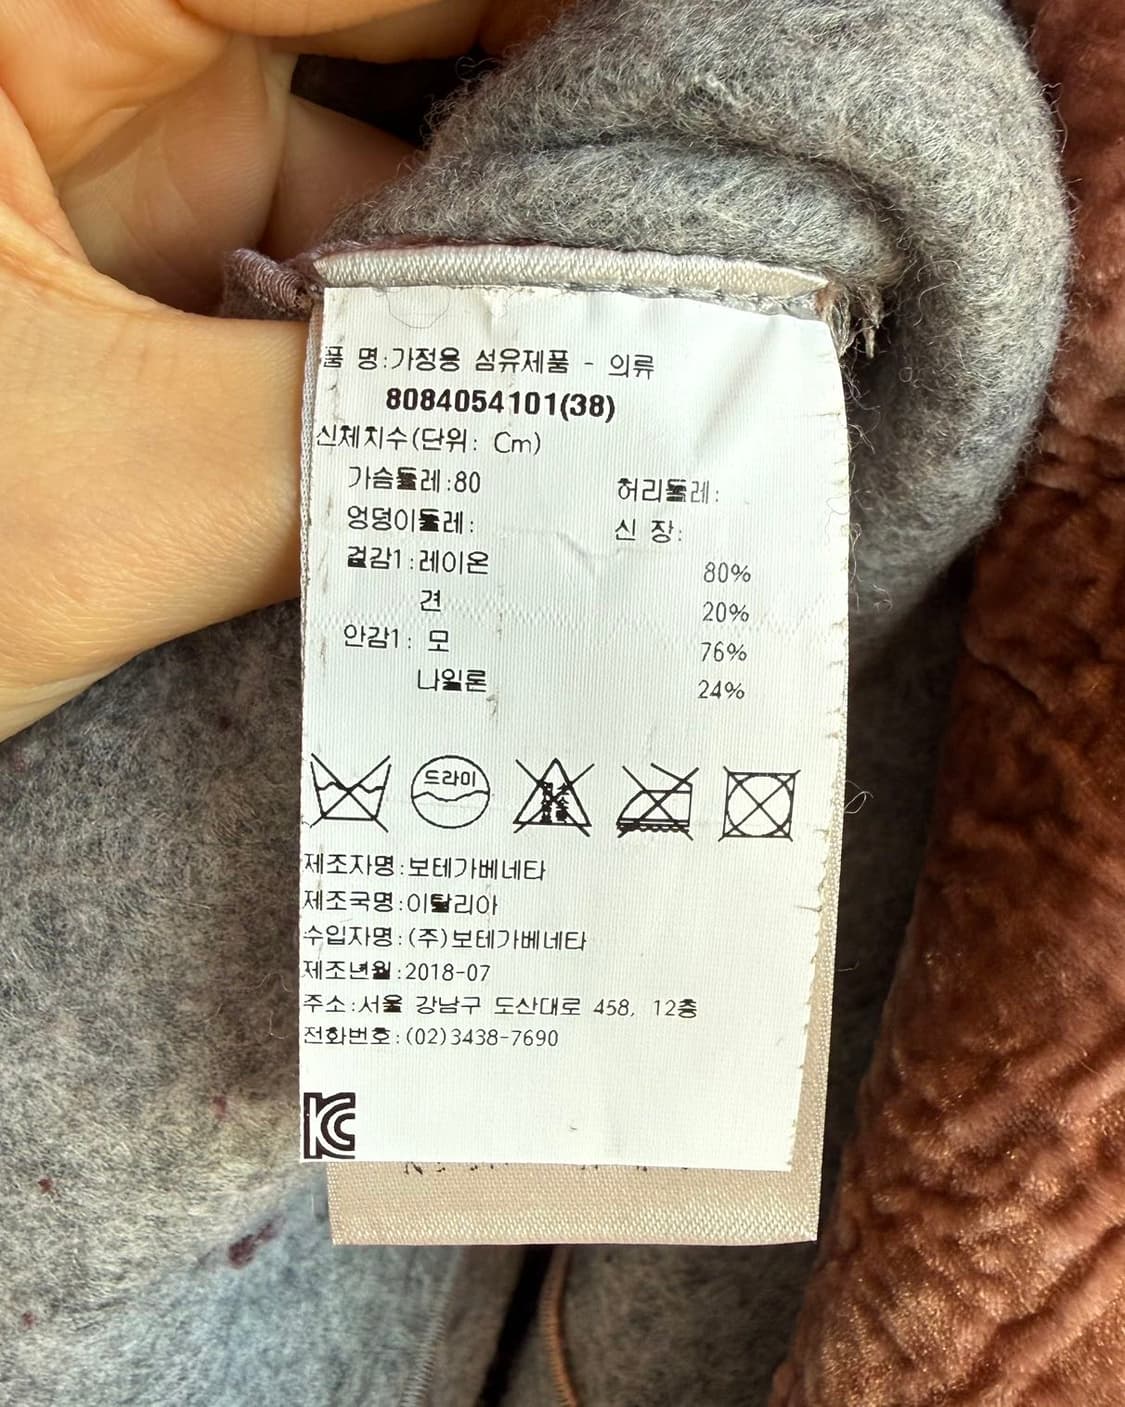 품 명:가정용 섬유제품 - 의류
8084054101(38)
신체치수(단위: Cm)
가슴둘레:80 허리둘레:
엉덩이둘레: 신 장:
겉감1:레이온 80%
견 20%
안감1: 모 76%
나일론 24%
드라이
제조자명:보테가베네타
제조국명:이탈리아
수입자명:(주)보테가베네타
제조년월:2018-07
주소:서울 강남구 도산대로 458, 12층
전화번호:(02)3438-7690
KC